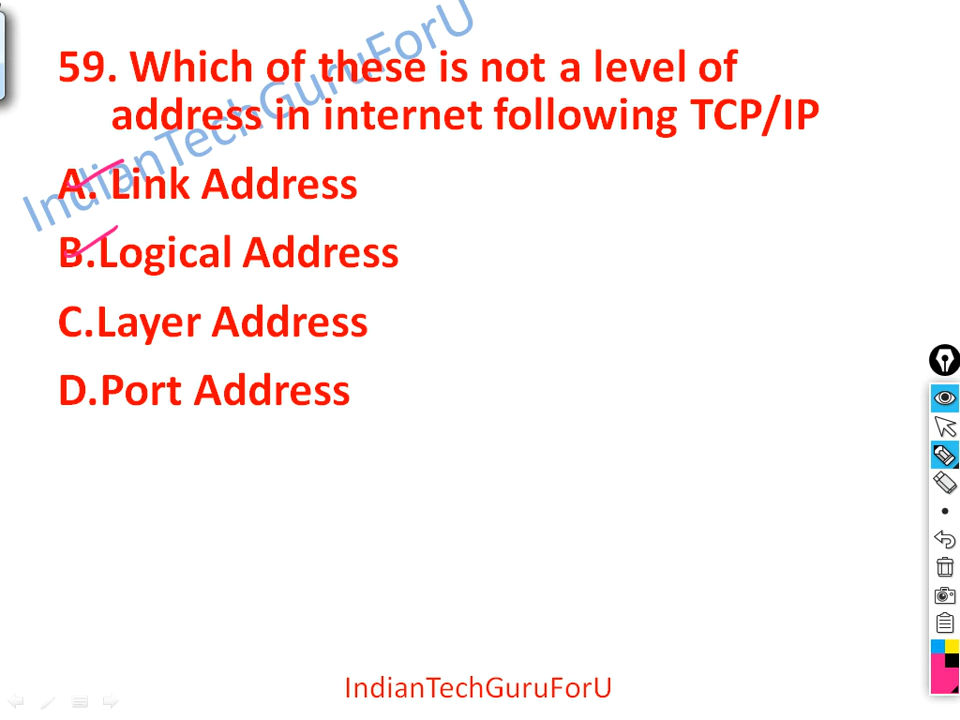 59. Which of these is not a level of
address in internet following TCP/IP
A. Link Address
B.Logical Address
C.Layer Address
D.Port Address
IndianTechGuruForU
IndianTechGuruForU